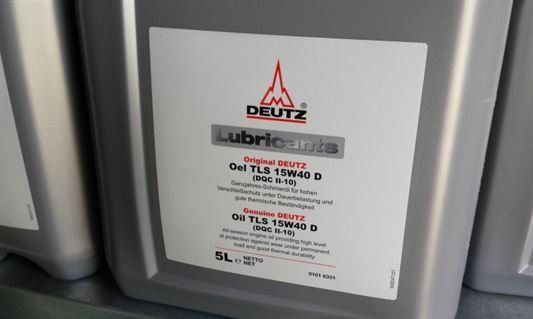 DEUTZ®
Lubricants
Original DEUTZ
Oel TLS 15W40 D
(DQC II-10)
Ganzjahres-Schmieröl für hohen
Verschleißschutz unter Dauerbelastung und
gute thermische Beständigkeit
Genuine DEUTZ
Oil TLS 15W40 D
(DQC II-10)
All-season engine oil providing high level
of protection against wear under permanent
load and good thermal durability
5L e NETTO
NET
0101 6331